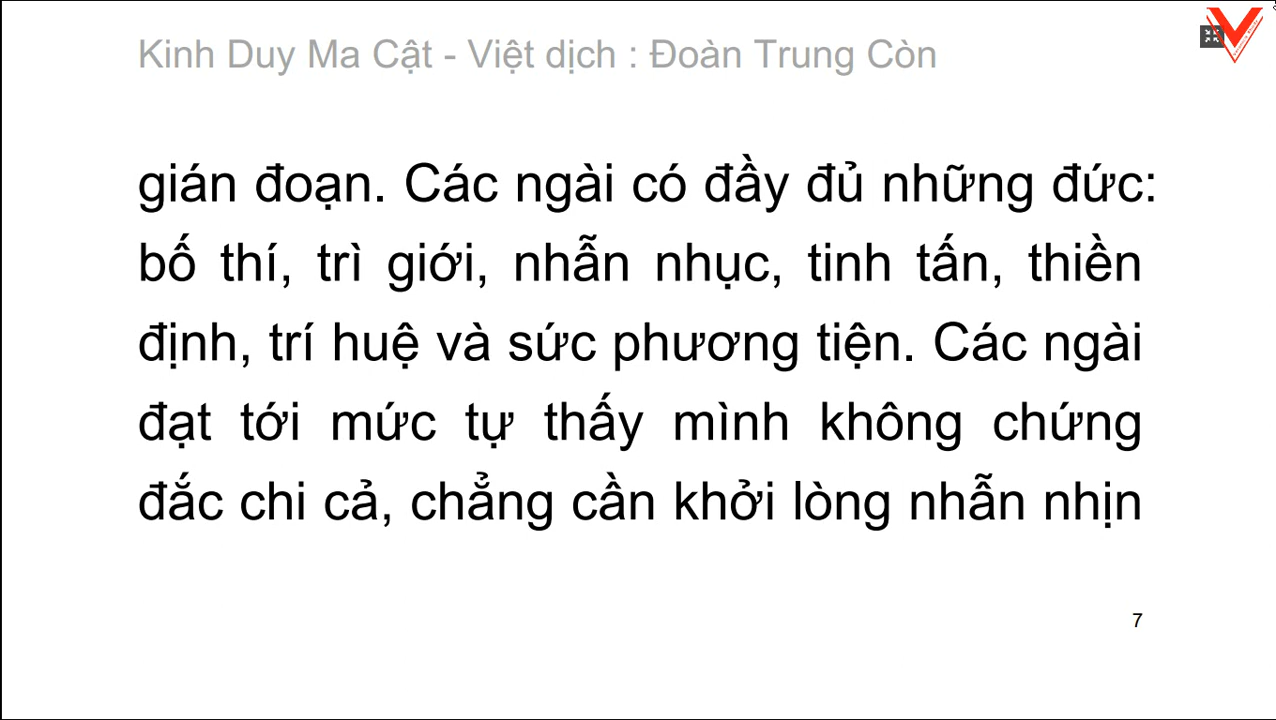 Kinh Duy Ma Cật - Việt dịch : Đoàn Trung Còn
gián đoạn. Các ngài có đầy đủ những đức:
bố thí, trì giới, nhẫn nhục, tinh tấn, thiền
định, trí huệ và sức phương tiện. Các ngài
đạt tới mức tự thấy mình không chứng
đắc chi cả, chẳng cần khởi lòng nhẫn nhịn
7